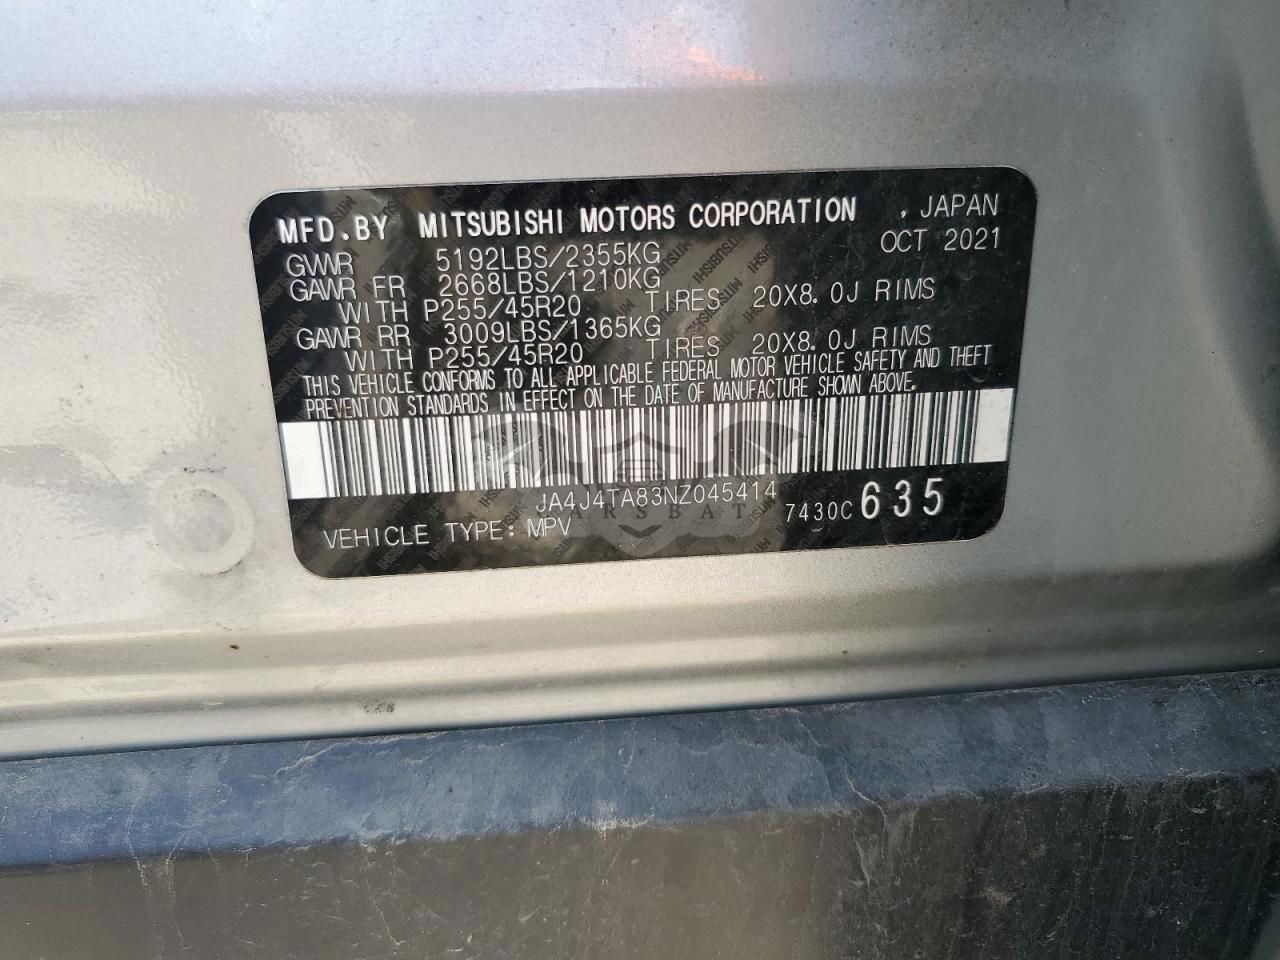 MFD.BY MITSUBISHI MOTORS CORPORATION , JAPAN
OCT 2021
GVWR 5192LBS/2355KG
GAWR FR 2668LBS/1210KG
WITH P255/45R20 TIRES 20X8.0J RIMS
GAWR RR 3009LBS/1365KG
WITH P255/45R20 TIRES 20X8.0J RIMS
THIS VEHICLE CONFORMS TO ALL APPLICABLE FEDERAL MOTOR VEHICLE SAFETY AND THEFT
PREVENTION STANDARDS IN EFFECT ON THE DATE OF MANUFACTURE SHOWN ABOVE.
JA4J4TA83NZ045414
CARSBAT
VEHICLE TYPE: MPV
7430C 635
MITSUBISHI